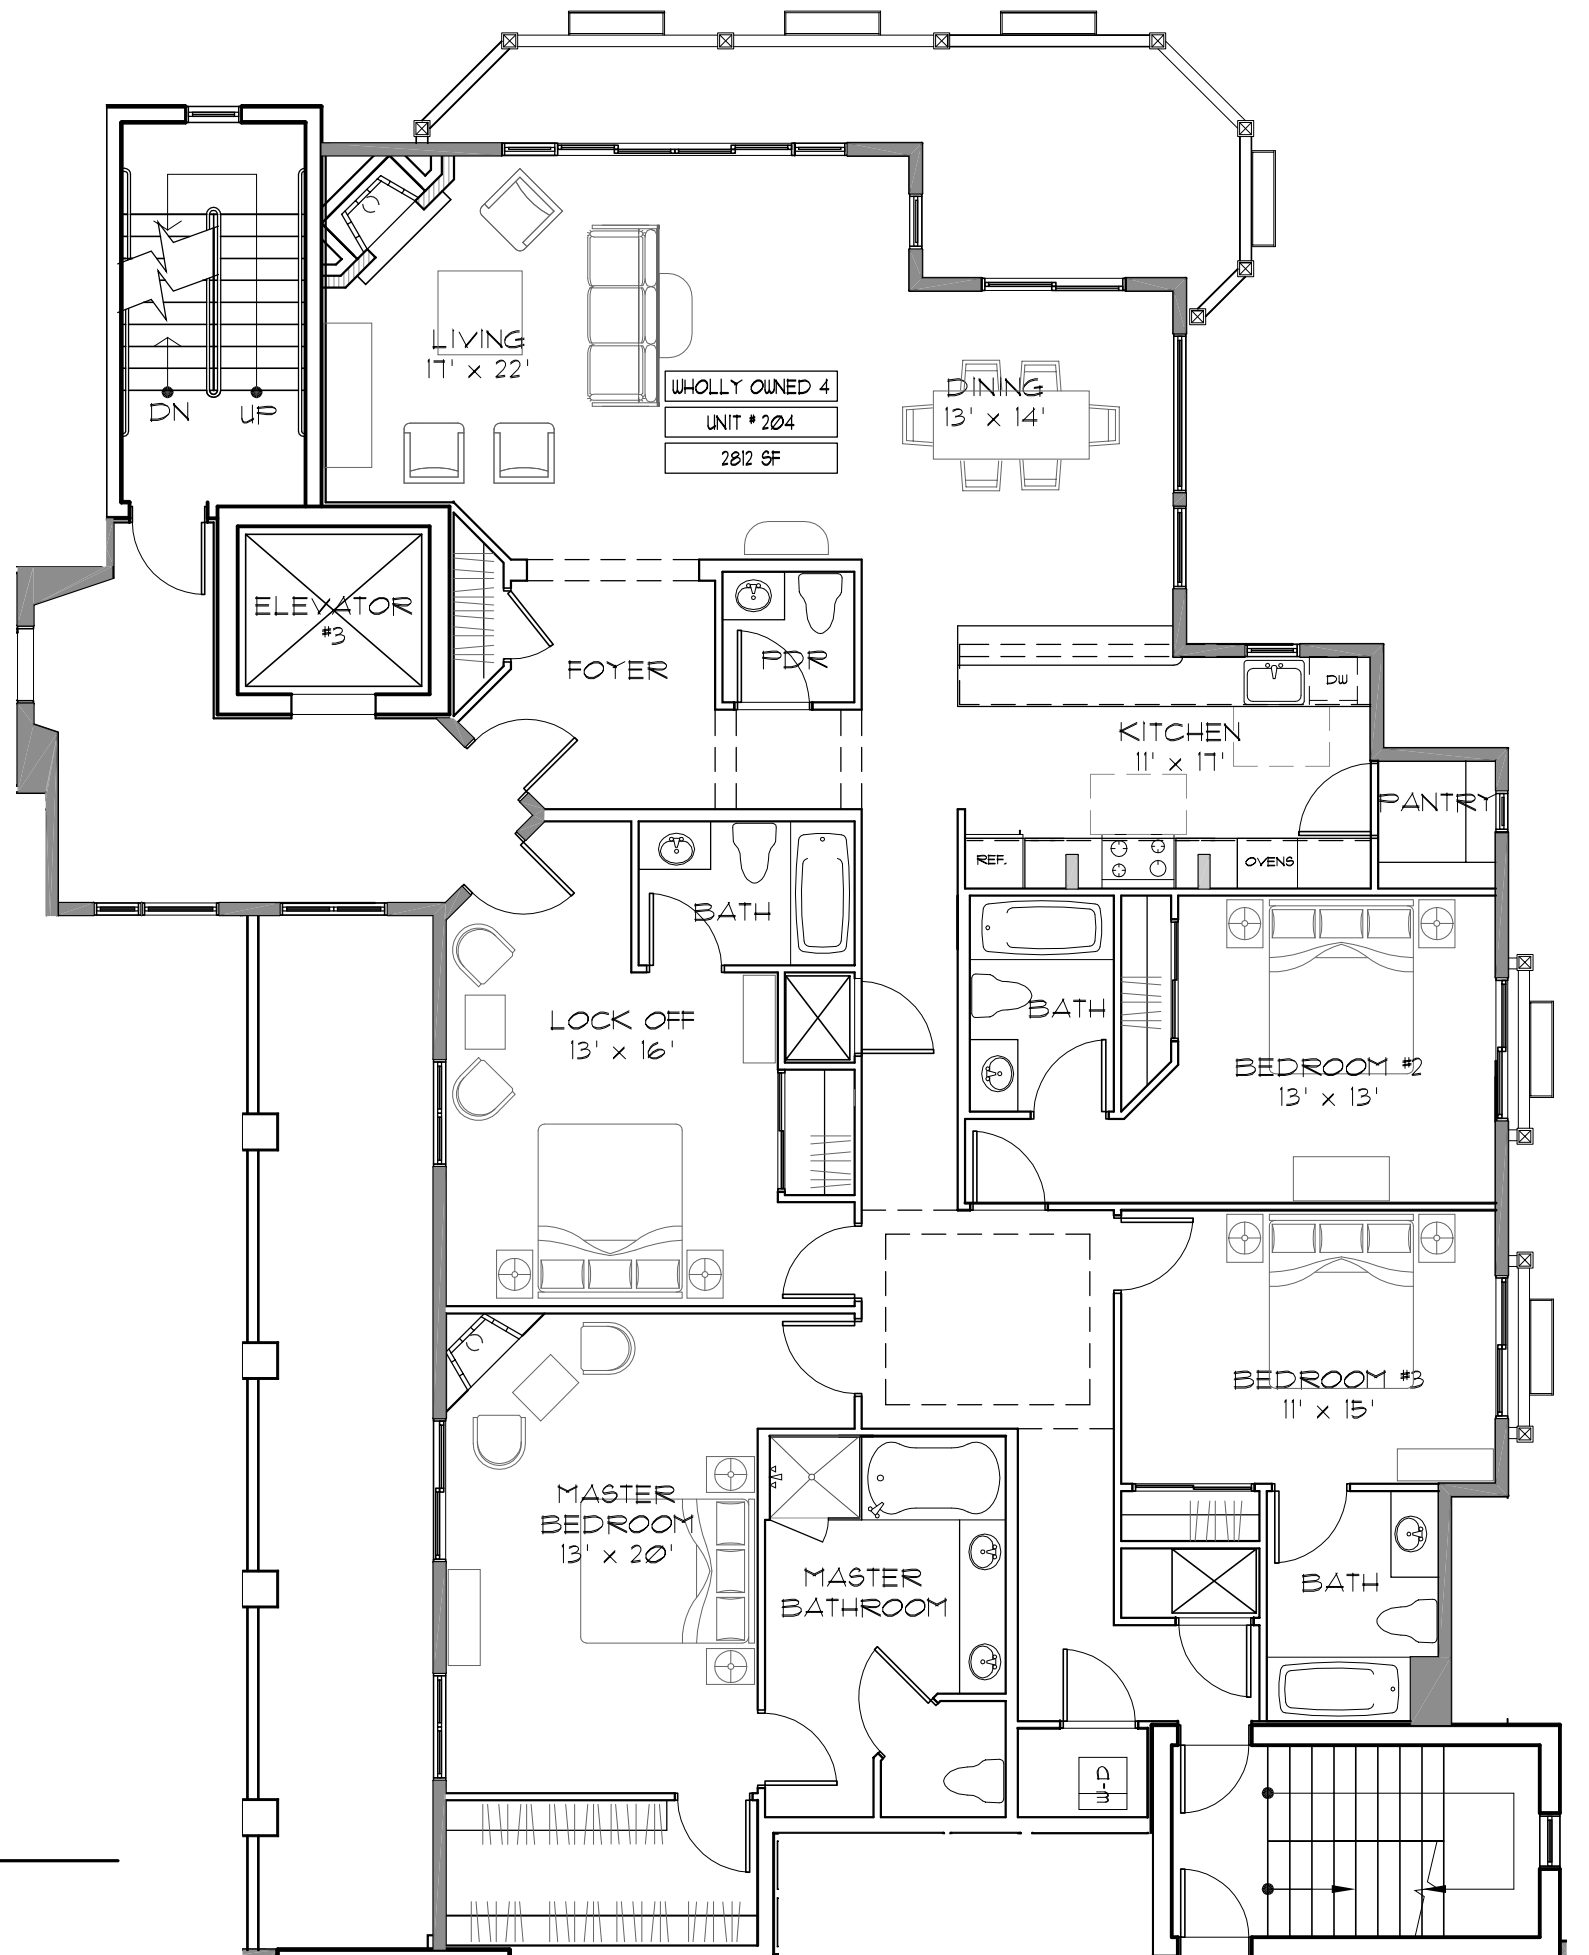 LIVING
17' x 22'
WHOLLY OWNED 4
UNIT # 204
2812 SF
DINING
13' x 14'
DN
UP
ELEVATOR
#3
FOYER
PDR
DW
KITCHEN
11' x 17'
PANTRY
REF.
OVENS
BATH
LOCK OFF
13' x 16'
BATH
BEDROOM #2
13' x 13'
BEDROOM #3
11' x 15'
MASTER
BEDROOM
13' x 20'
MASTER
BATHROOM
BATH
D-W